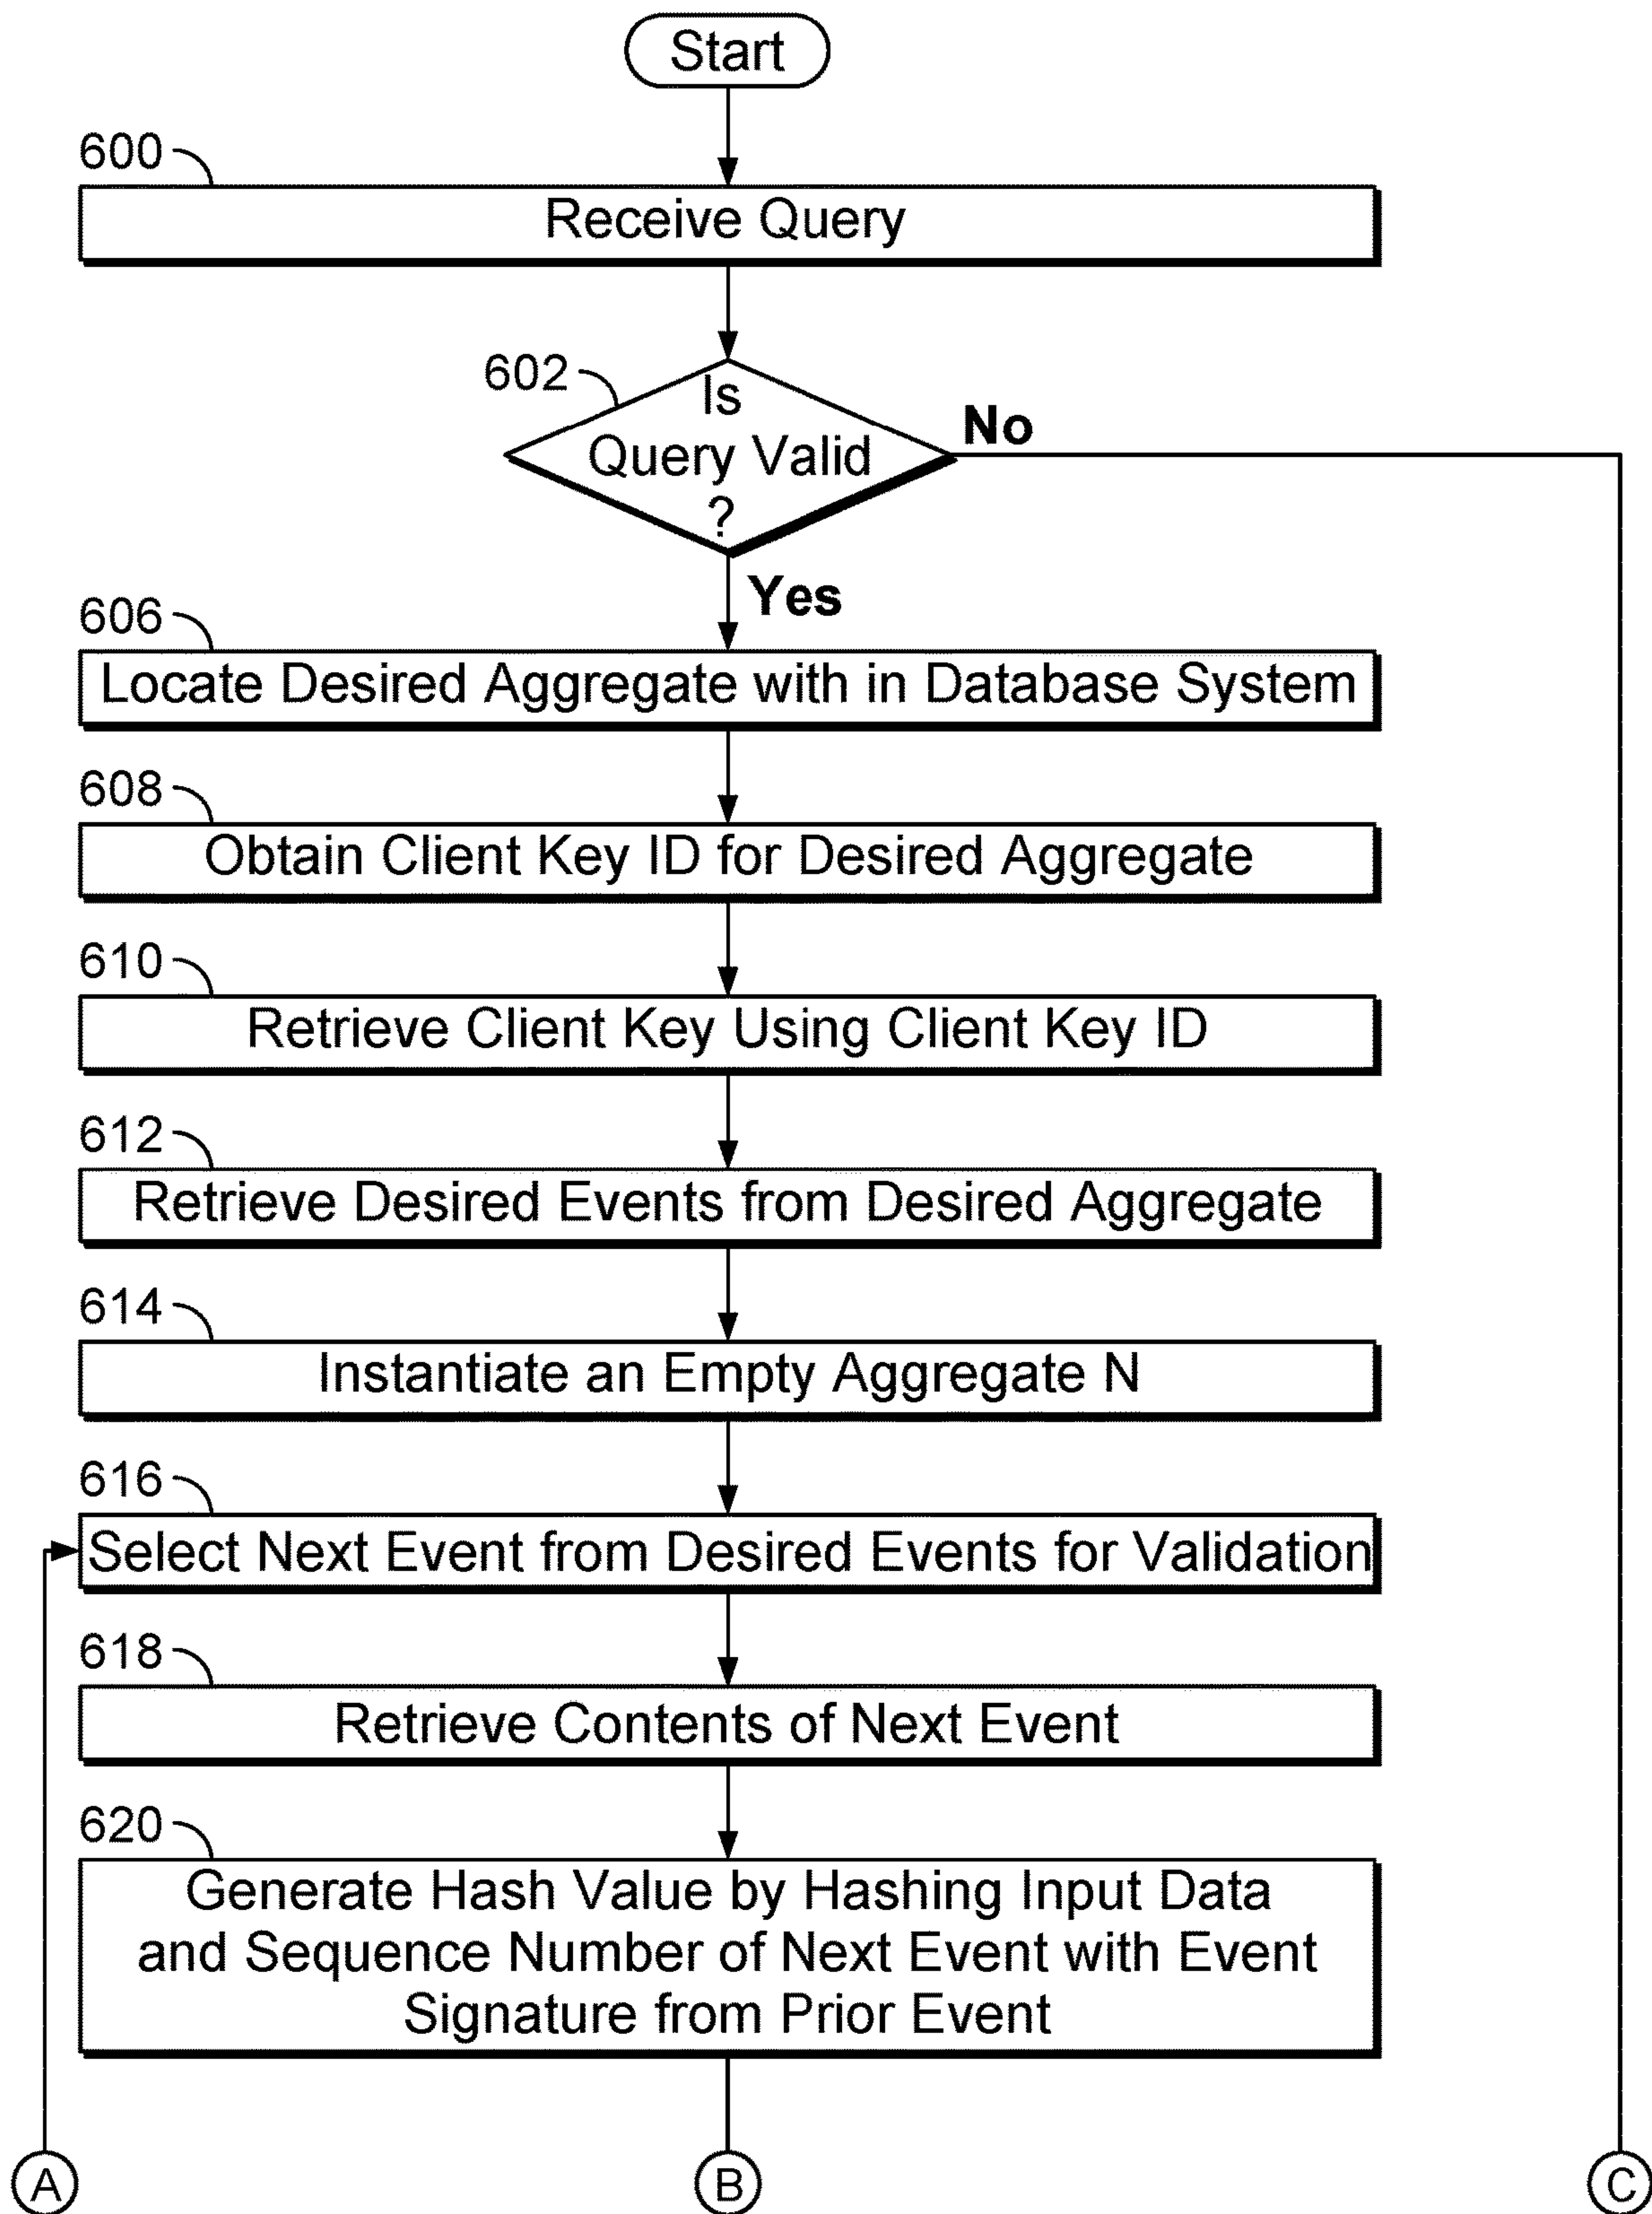 Start
600
Receive Query
602
Is
Query Valid
?
No
Yes
606
Locate Desired Aggregate with in Database System
608
Obtain Client Key ID for Desired Aggregate
610
Retrieve Client Key Using Client Key ID
612
Retrieve Desired Events from Desired Aggregate
614
Instantiate an Empty Aggregate N
616
Select Next Event from Desired Events for Validation
618
Retrieve Contents of Next Event
620
Generate Hash Value by Hashing Input Data
and Sequence Number of Next Event with Event
Signature from Prior Event
A
B
C